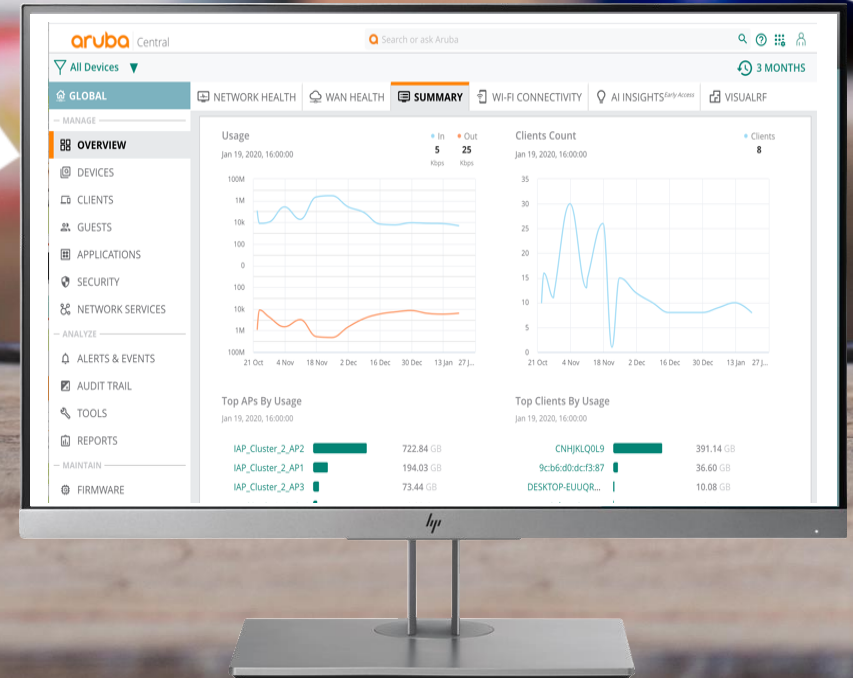 aruba Central
Search or ask Aruba
All Devices
3 MONTHS
GLOBAL
NETWORK HEALTH
WAN HEALTH
SUMMARY
WI-FI CONNECTIVITY
AI INSIGHTS Early Access
VISUALRF
MANAGE
OVERVIEW
DEVICES
CLIENTS
GUESTS
APPLICATIONS
SECURITY
NETWORK SERVICES
ANALYZE
ALERTS & EVENTS
AUDIT TRAIL
TOOLS
REPORTS
MAINTAIN
FIRMWARE
Usage
Jan 19, 2020, 16:00:00
In Out
5 25
Kbps Kbps
100M
1M
10k
100
0
100
10k
1M
100M
21 Oct 4 Nov 18 Nov 2 Dec 16 Dec 30 Dec 13 Jan 27 J...
Clients Count
Jan 19, 2020, 16:00:00
Clients
8
35
30
25
20
15
10
5
0
21 Oct 4 Nov 18 Nov 2 Dec 16 Dec 30 Dec 13 Jan 27 J...
Top APs By Usage
Jan 19, 2020, 16:00:00
IAP_Cluster_2_AP2 722.84 GB
IAP_Cluster_2_AP1 194.03 GB
IAP_Cluster_2_AP3 73.44 GB
Top Clients By Usage
Jan 19, 2020, 16:00:00
CNHJKLQ0L9 391.14 GB
9c:b6:d0:dc:f3:87 36.60 GB
DESKTOP-EUUQR... 10.08 GB
hp